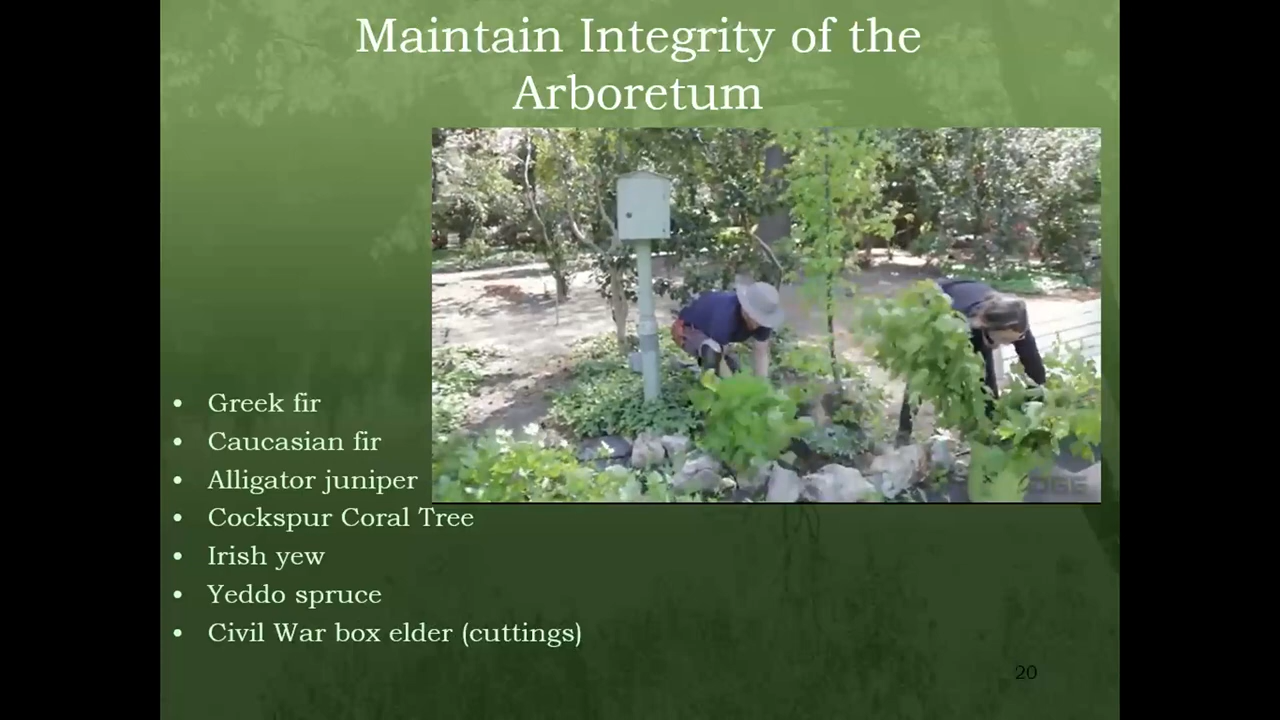 Maintain Integrity of the
Arboretum
• Greek fir
• Caucasian fir
• Alligator juniper
• Cockspur Coral Tree
• Irish yew
• Yeddo spruce
• Civil War box elder (cuttings)
20